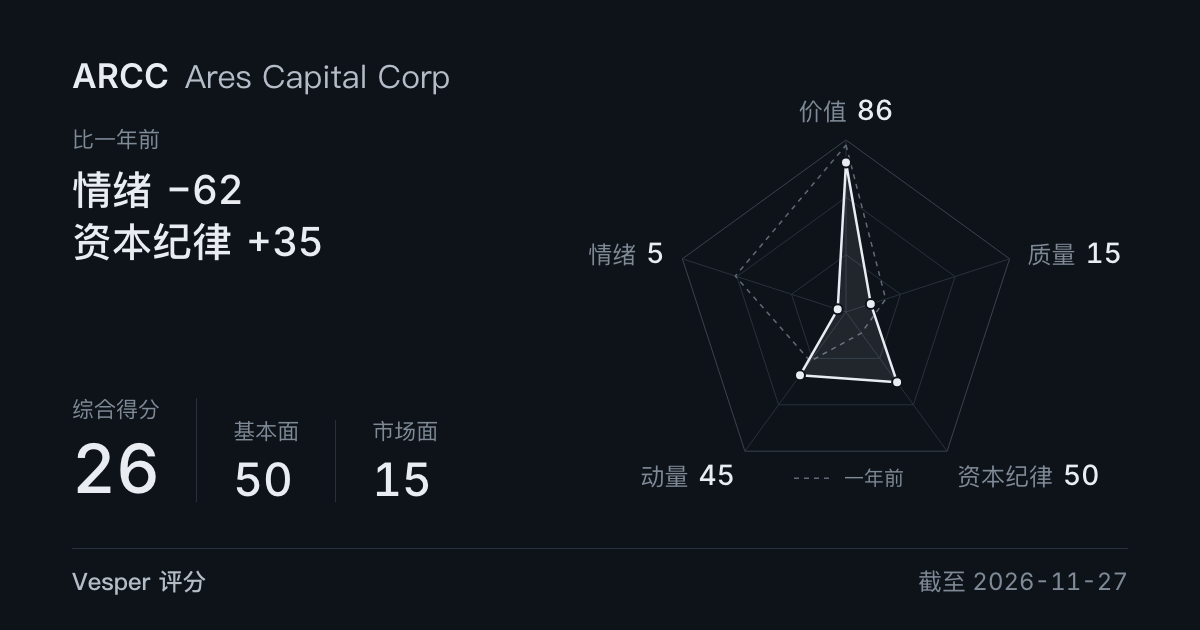 ARCC Ares Capital Corp
比一年前
情绪 −62
资本纪律 +35
综合得分
26
基本面
50
市场面
15
价值 86
情绪 5
质量 15
动量 45
---- 一年前
资本纪律 50
Vesper 评分
截至 2026-11-27